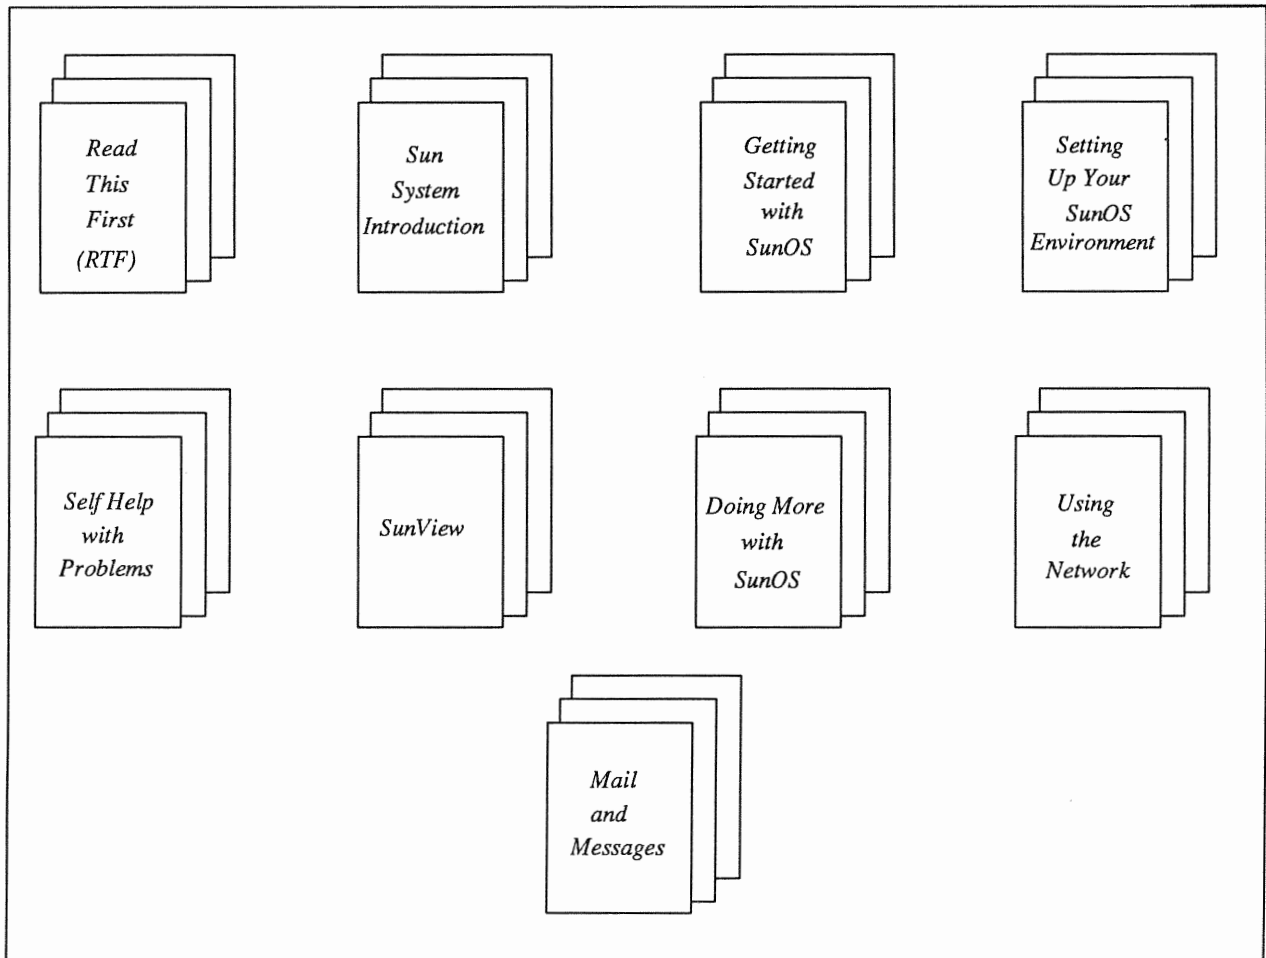 Read
This
First
(RTF)
Sun
System
Introduction
Getting
Started
with
SunOS
Setting
Up Your
SunOS
Environment
Self Help
with
Problems
SunView
Doing More
with
SunOS
Using
the
Network
Mail
and
Messages